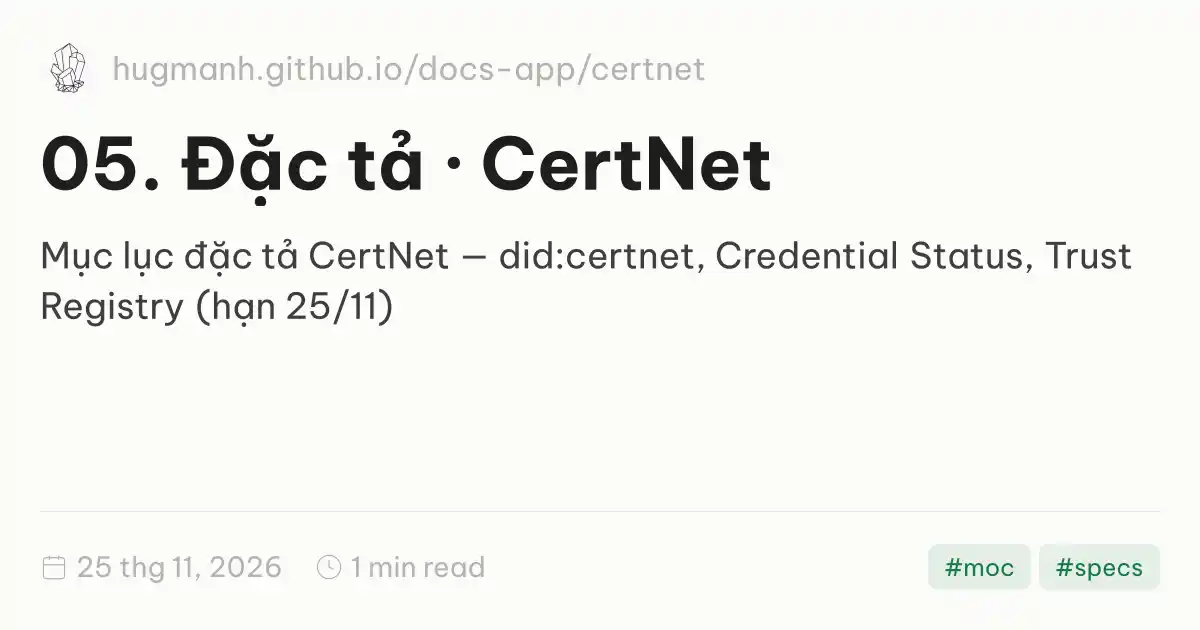 hugmanh.github.io/docs-app/certnet
05. Đặc tả · CertNet
Mục lục đặc tả CertNet — did:certnet, Credential Status, Trust
Registry (hạn 25/11)
25 thg 11, 2026 1 min read #moc #specs